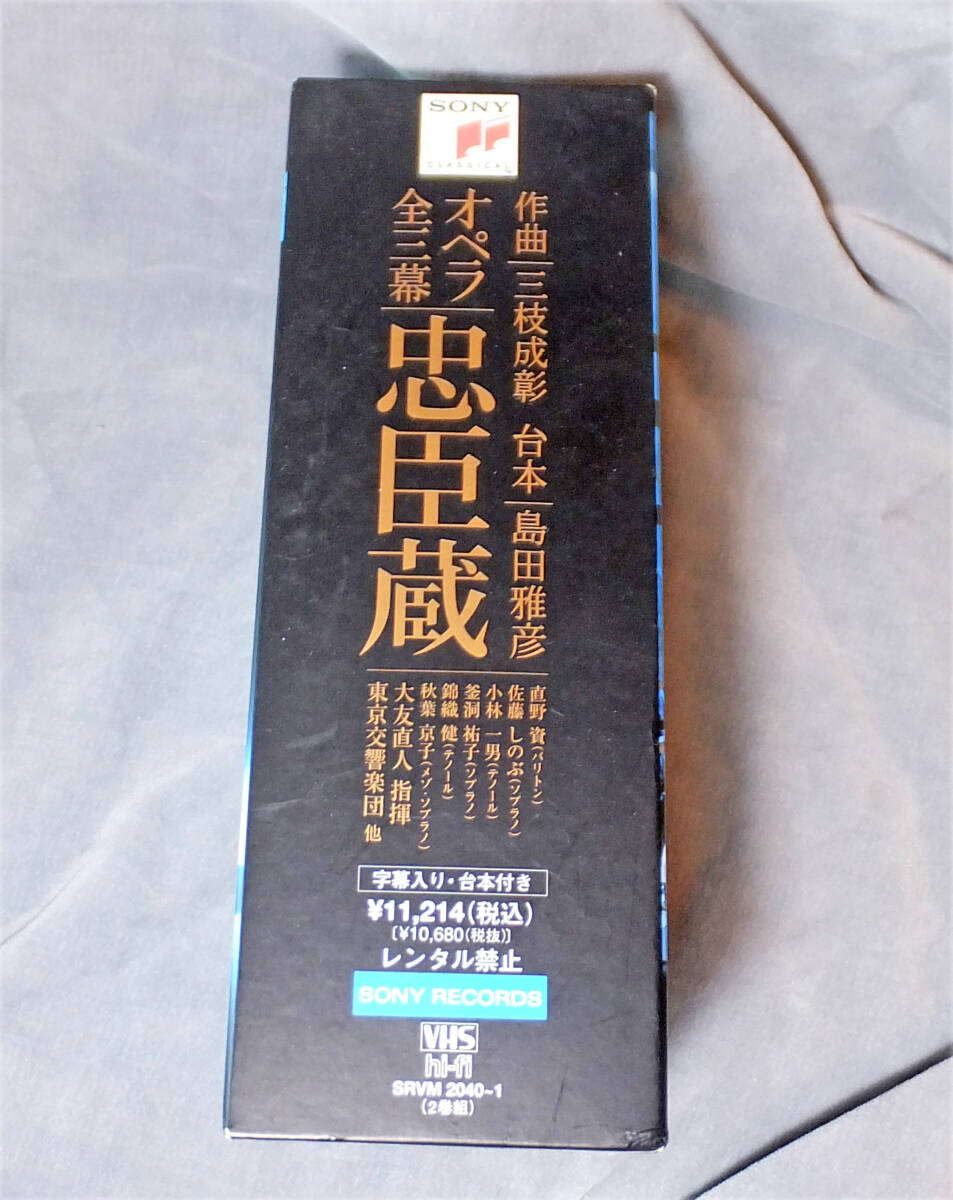 SONY
CLASSICAL
作曲|三枝成彰 台本|島田雅彦
オペラ
全三幕
忠臣蔵
直野 資(バリトン)
佐藤 しのぶ(ソプラノ)
小林 一男(テノール)
釜洞 祐子(ソプラノ)
錦織 健(テノール)
秋葉 京子(メゾ・ソプラノ)
大友直人 指揮
東京交響楽団 他
字幕入り・台本付き
¥11,214(税込)
[¥10,680(税抜)]
レンタル禁止
SONY RECORDS
VHS
hi-fi
SRVM 2040~1
(2巻組)